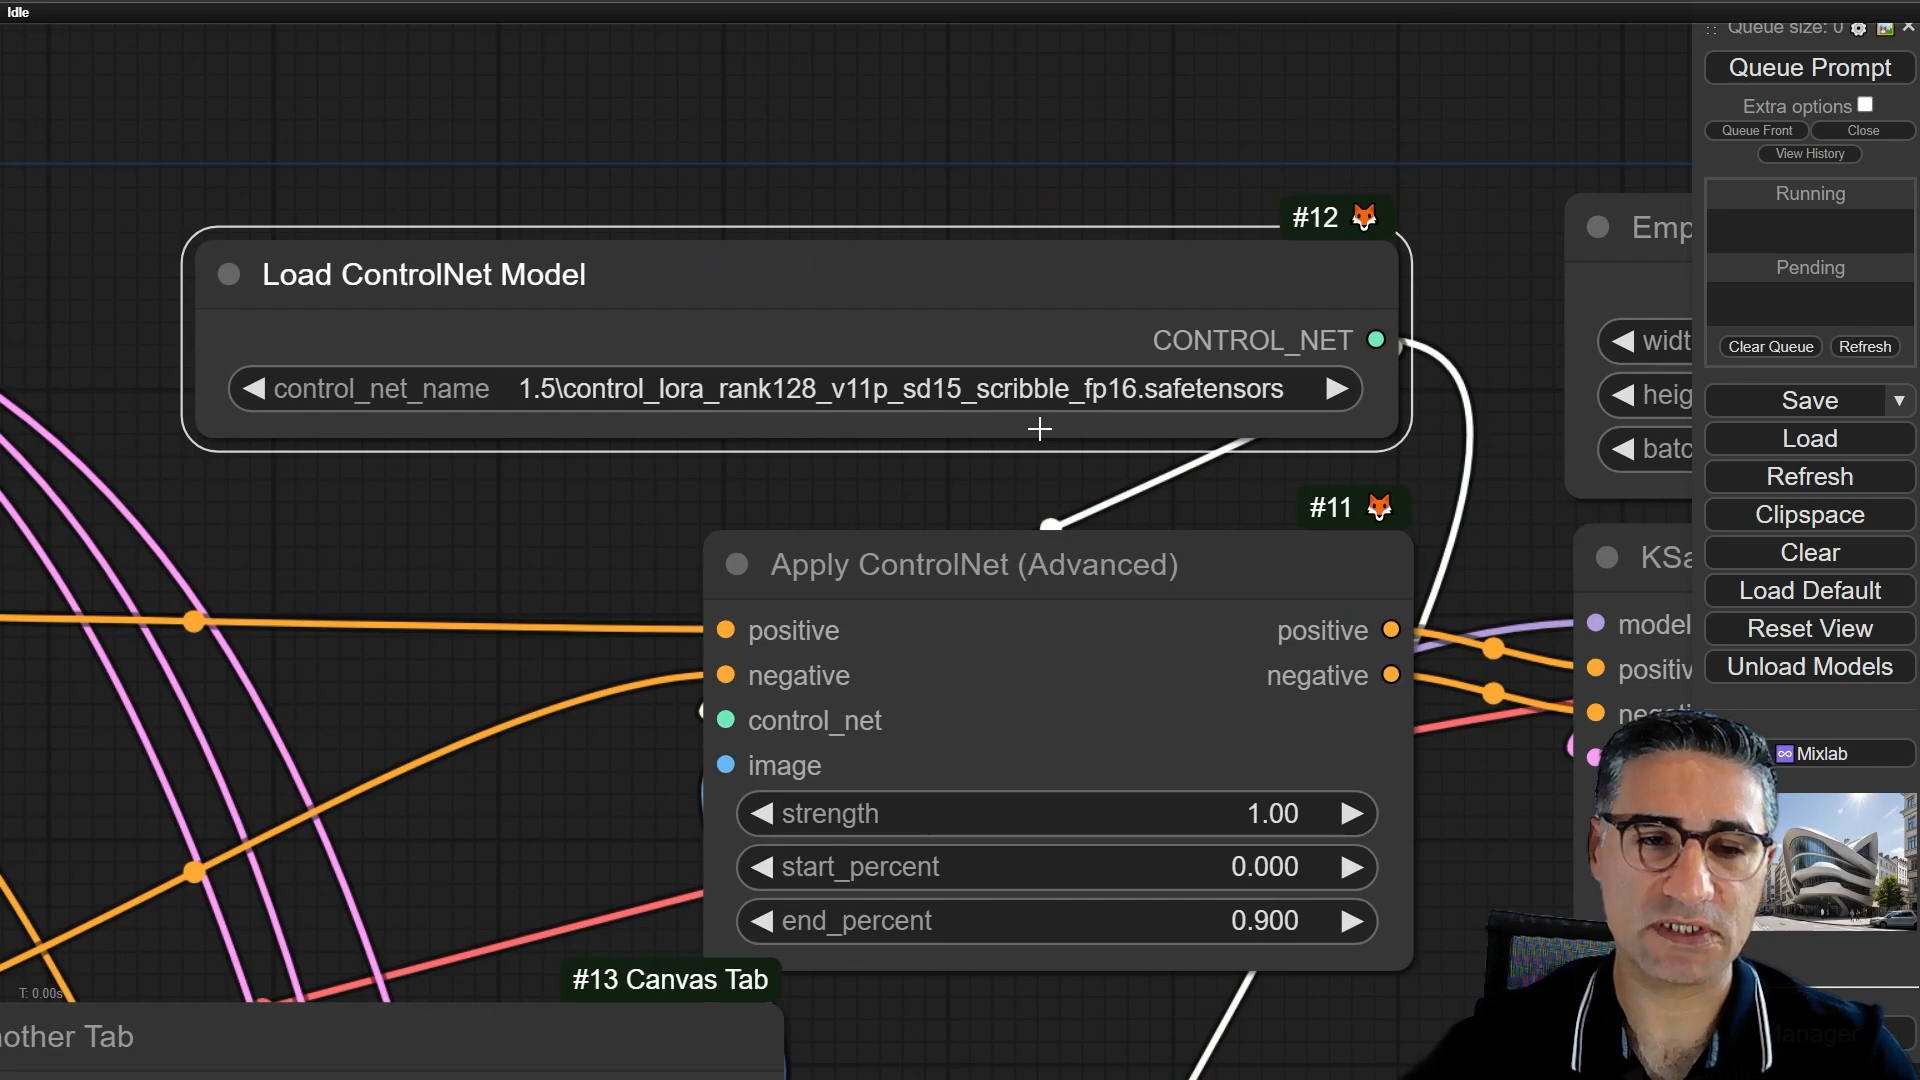 Idle
Queue size: 0
Queue Prompt
Extra options
Queue Front
Close
View History
Running
Pending
Clear Queue
Refresh
Save
Load
Refresh
Clipspace
Clear
Load Default
Reset View
Unload Models
Mixlab
Manager
#12
Load ControlNet Model
CONTROL_NET
control_net_name 1.5\control_lora_rank128_v11p_sd15_scribble_fp16.safetensors
#11
Apply ControlNet (Advanced)
positive
positive
negative
negative
control_net
image
strength 1.00
start_percent 0.000
end_percent 0.900
Emp
widt
heig
batc
KSa
model
positiv
#13 Canvas Tab
T: 0.00s
nother Tab